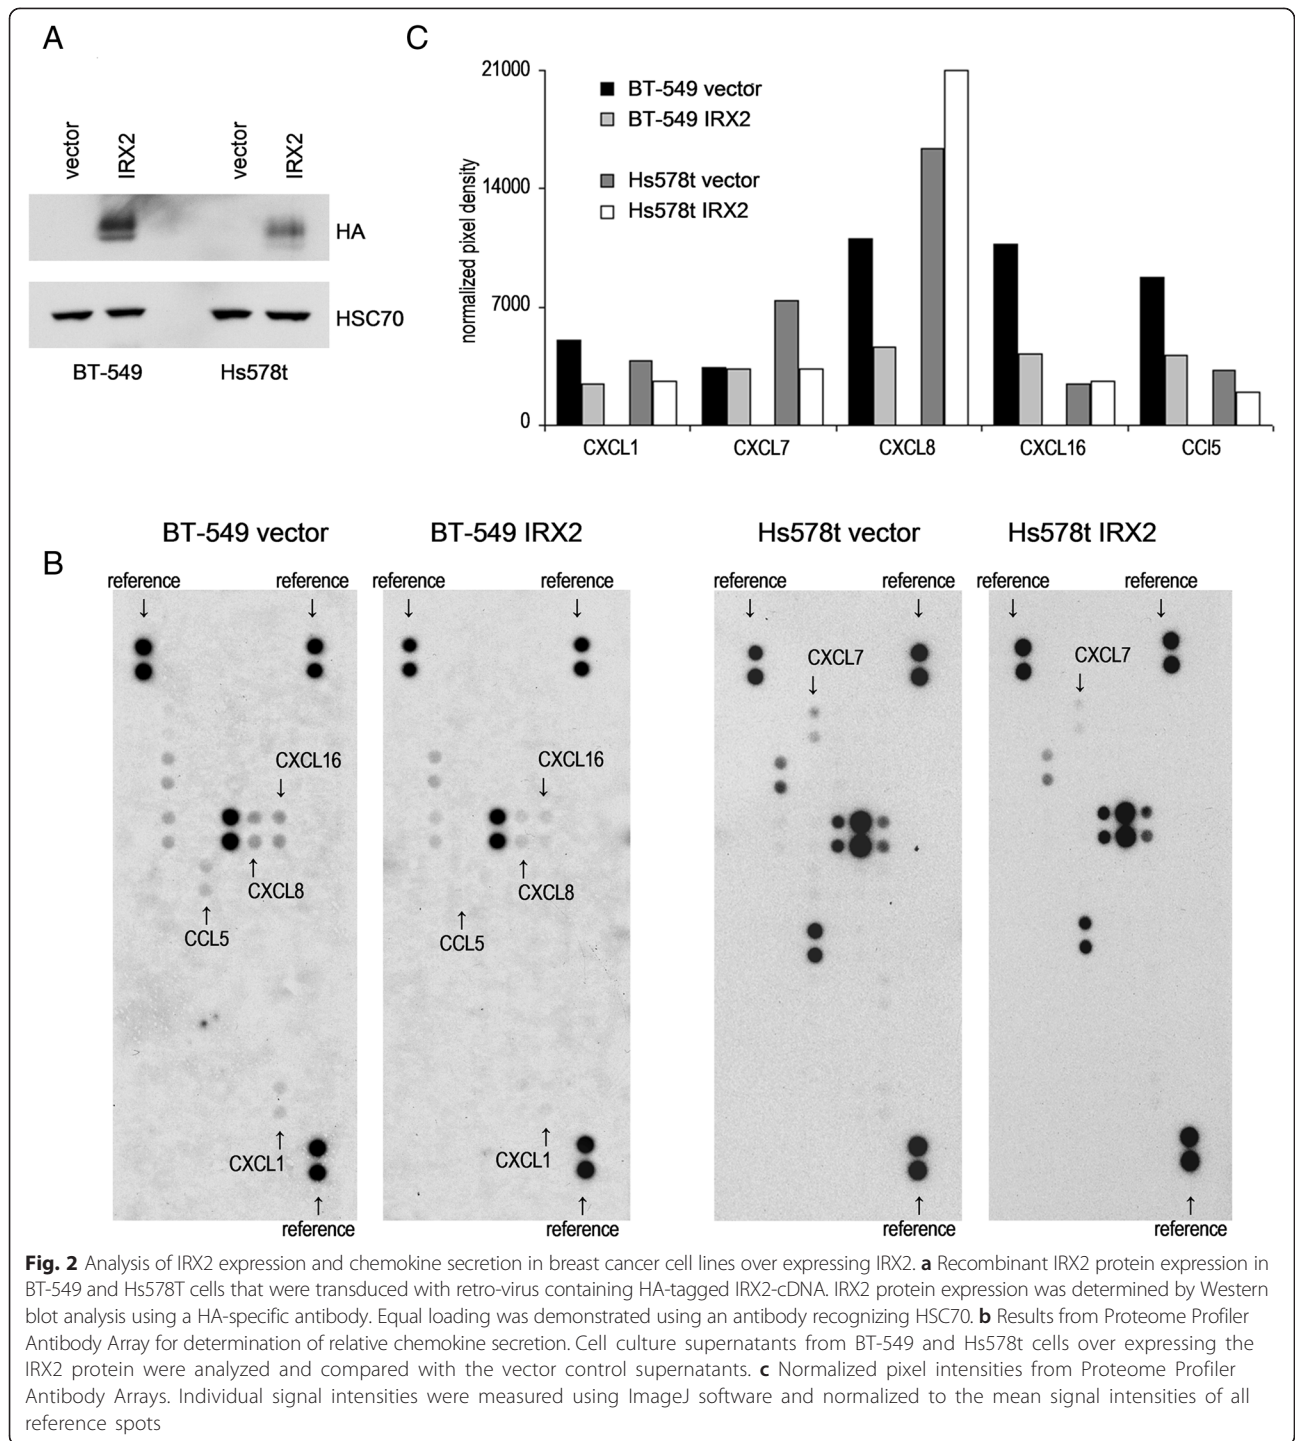 A
vector
IRX2
vector
IRX2
HA
HSC70
BT-549
Hs578t
C
normalized pixel density
21000
14000
7000
0
BT-549 vector
BT-549 IRX2
Hs578t vector
Hs578t IRX2
CXCL1
CXCL7
CXCL8
CXCL16
CCl5
B
BT-549 vector
BT-549 IRX2
Hs578t vector
Hs578t IRX2
reference
reference
reference
reference
reference
reference
reference
reference
CXCL7
CXCL7
CXCL16
CXCL16
CXCL8
CXCL8
CCL5
CCL5
CXCL1
CXCL1
reference
reference
reference
reference
Fig. 2 Analysis of IRX2 expression and chemokine secretion in breast cancer cell lines over expressing IRX2. a Recombinant IRX2 protein expression in
BT-549 and Hs578T cells that were transduced with retro-virus containing HA-tagged IRX2-cDNA. IRX2 protein expression was determined by Western
blot analysis using a HA-specific antibody. Equal loading was demonstrated using an antibody recognizing HSC70. b Results from Proteome Profiler
Antibody Array for determination of relative chemokine secretion. Cell culture supernatants from BT-549 and Hs578t cells over expressing the
IRX2 protein were analyzed and compared with the vector control supernatants. c Normalized pixel intensities from Proteome Profiler
Antibody Arrays. Individual signal intensities were measured using ImageJ software and normalized to the mean signal intensities of all
reference spots